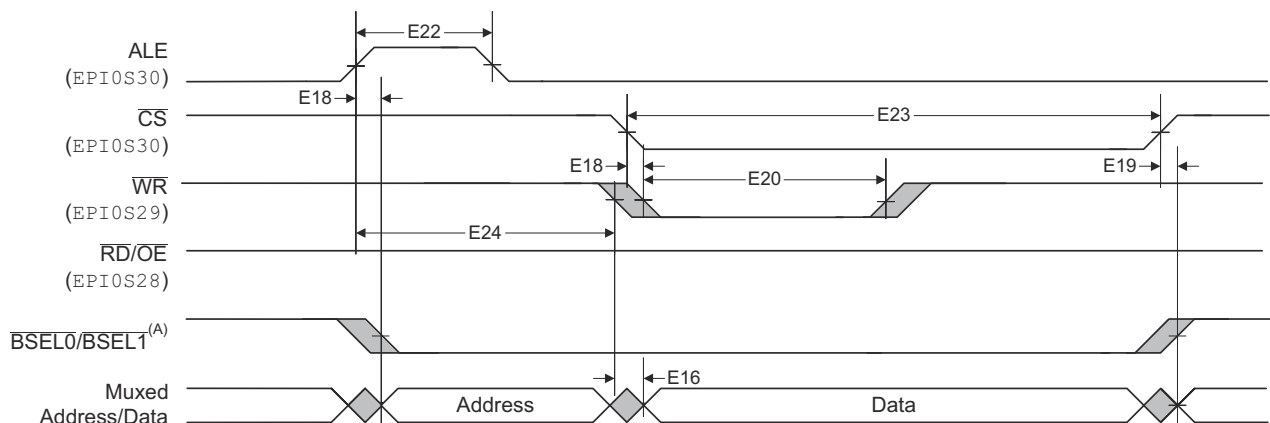 E22
ALE
(EPI0S30)
E18
CS
E23
(EPI0S30)
E18
E19
WR
E20
(EPI0S29)
E24
RD/OE
(EPI0S28)
BSEL0/BSEL1(A)
E16
Muxed
Address/Data
Address
Data